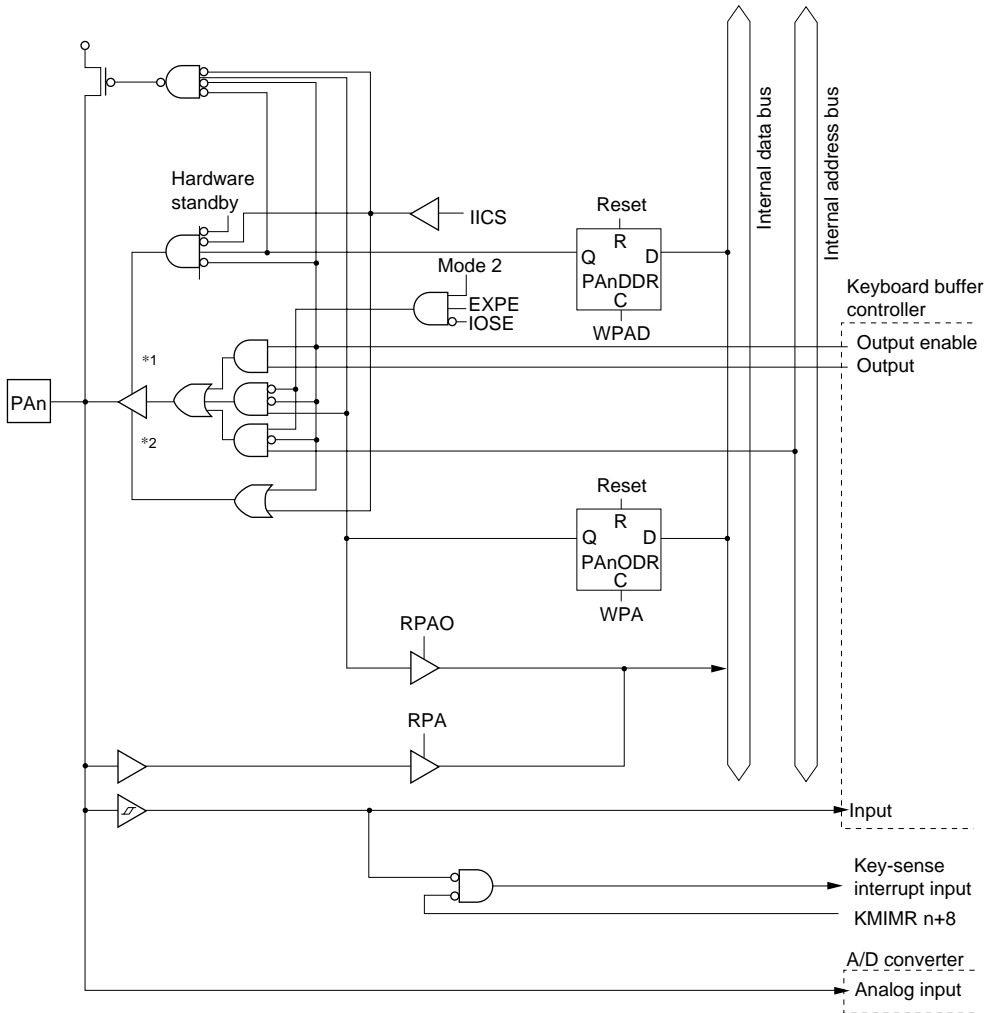 Hardware
standby
IICS
Reset
R
Q D
PAnDDR
C
WPAD
Mode 2
EXPE
IOSE
Internal data bus
Internal address bus
Keyboard buffer
controller
Output enable
Output
*1
PAn
*2
Reset
R
Q D
PAnODR
C
WPA
RPAO
RPA
Input
Key-sense
interrupt input
KMIMR n+8
A/D converter
Analog input